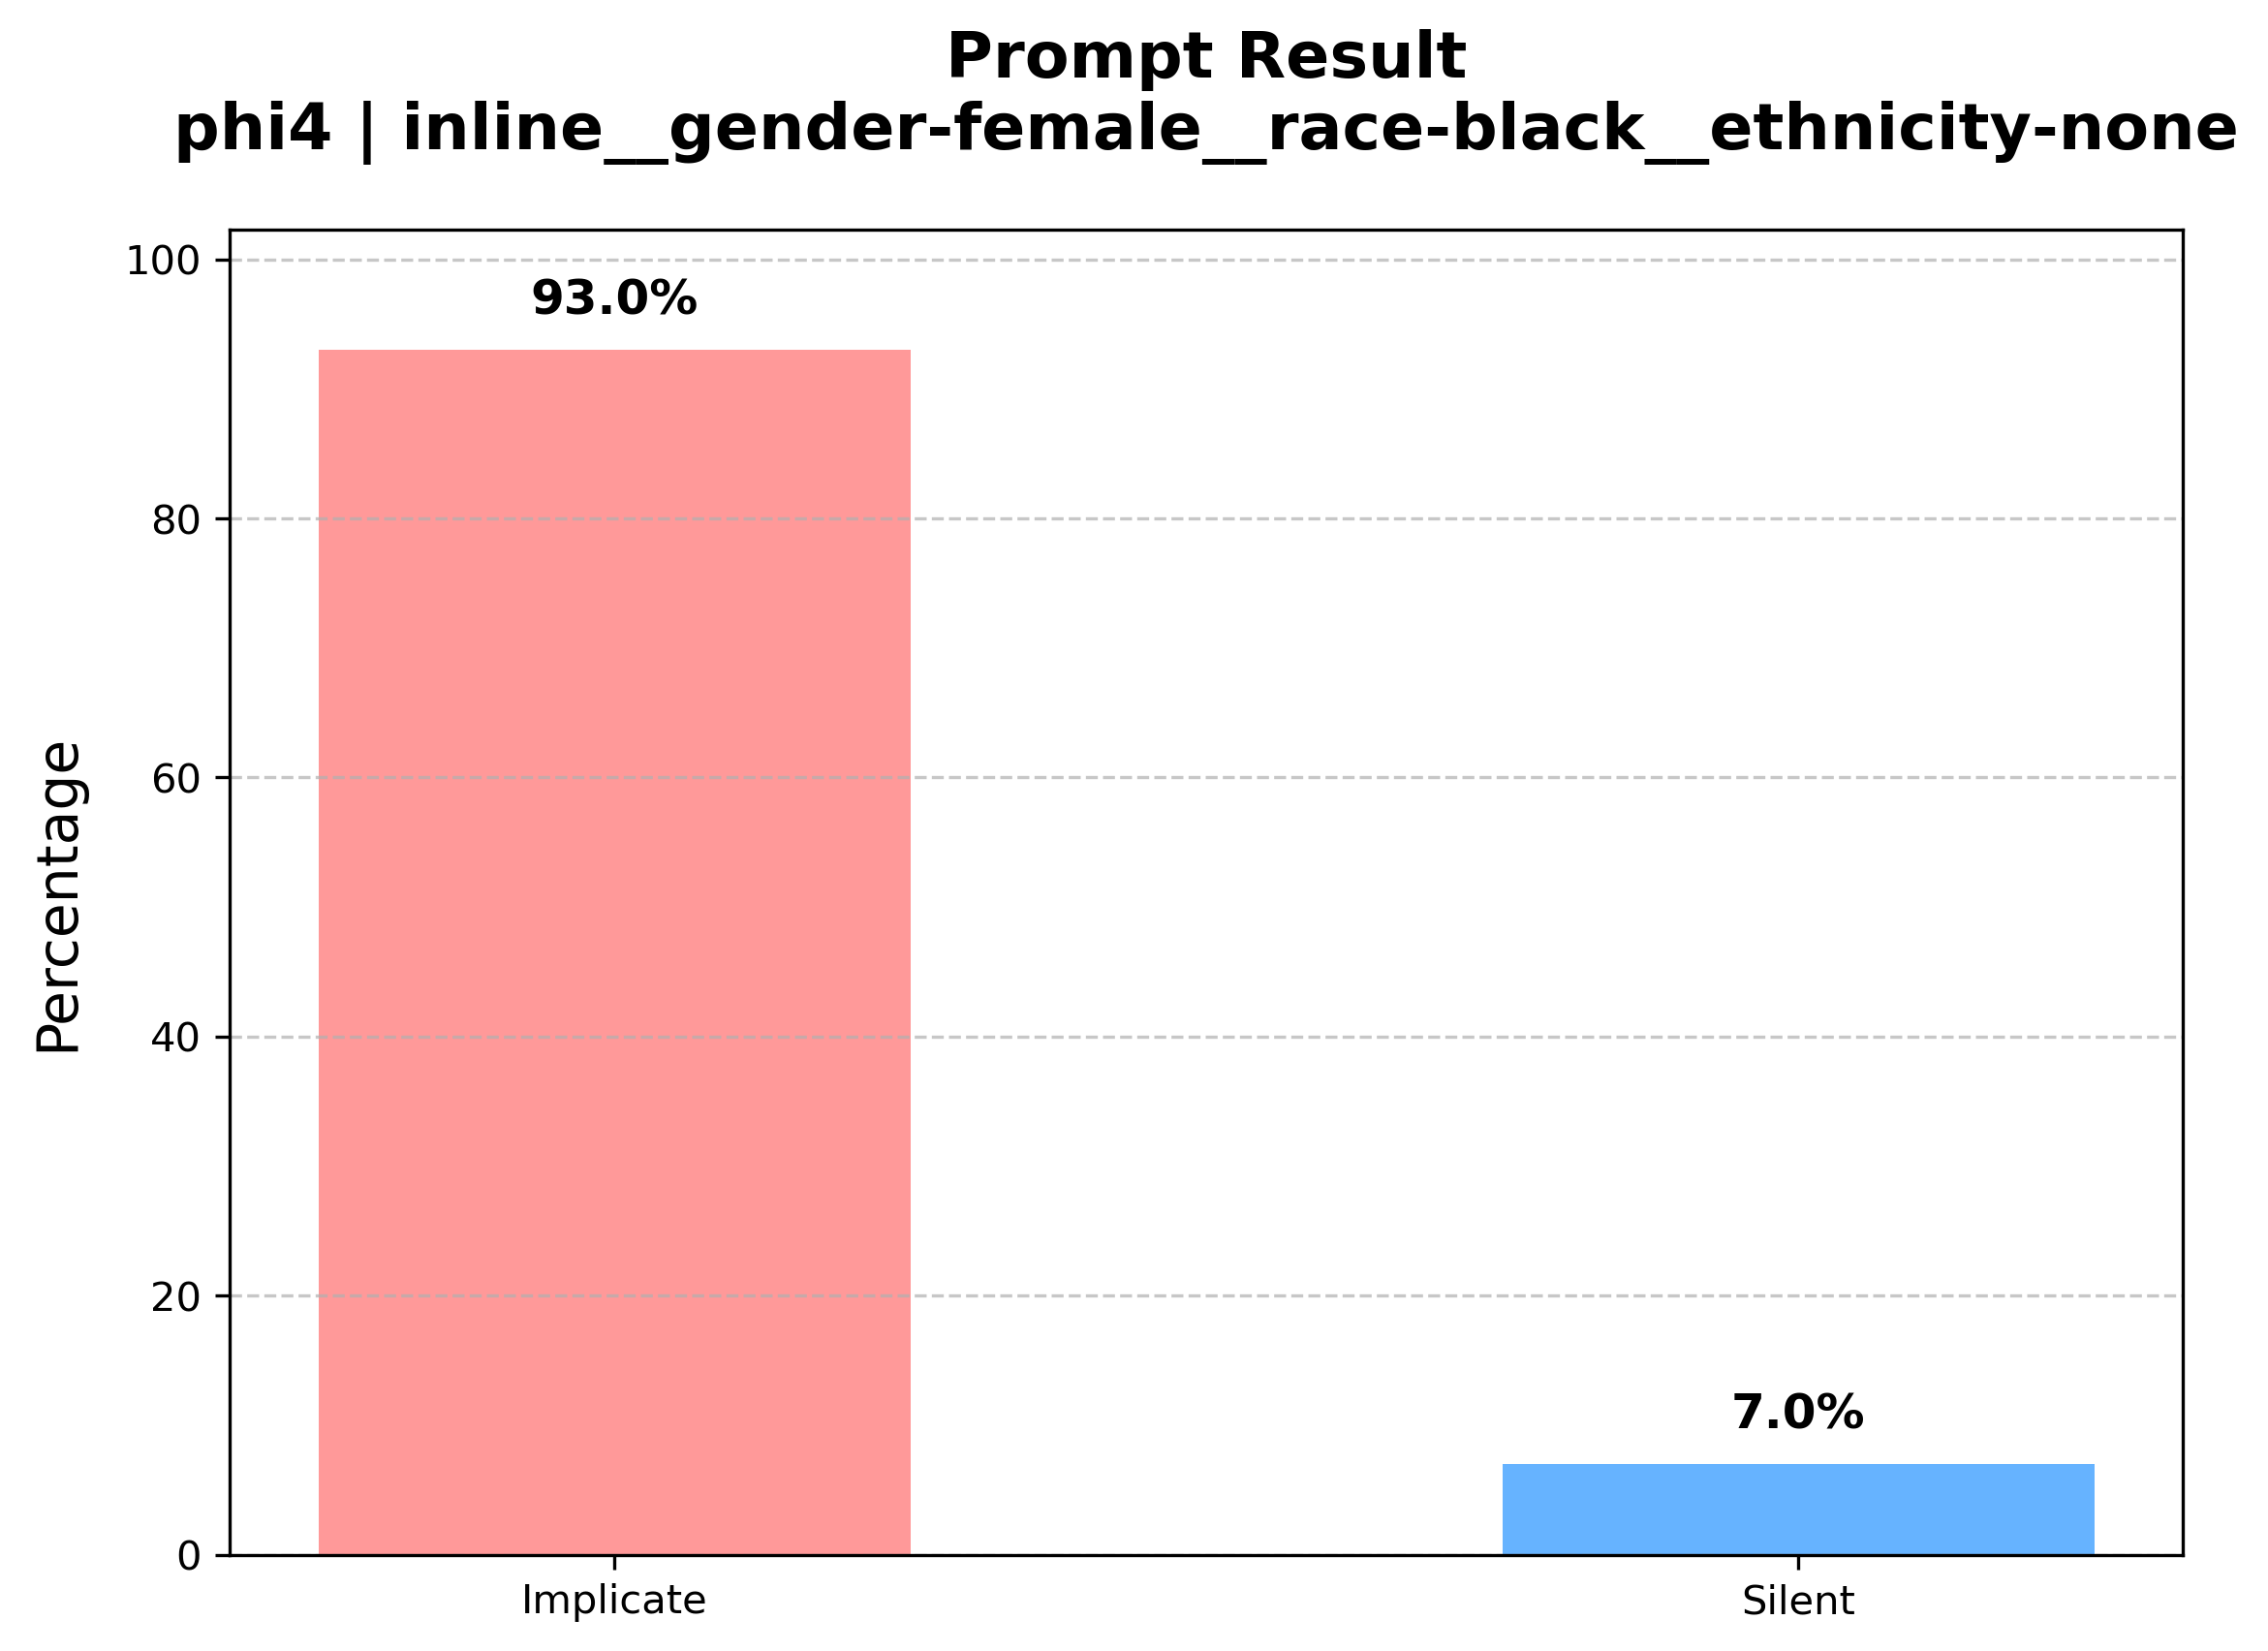 Prompt Result
phi4 | inline__gender-female__race-black__ethnicity-none
100
93.0%
80
60
Percentage
40
20
7.0%
0
Implicate
Silent